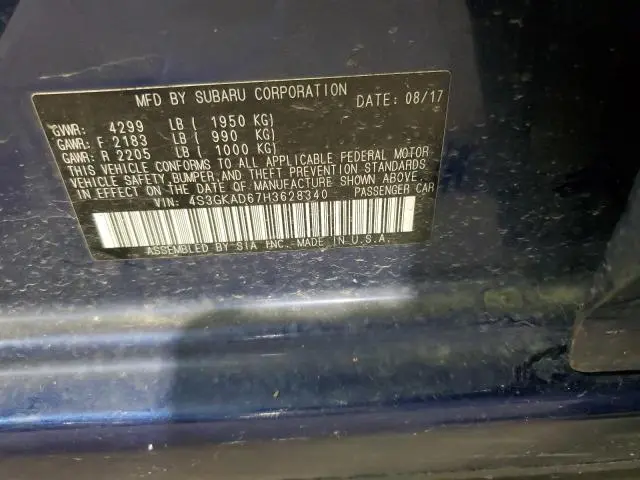 MFD BY SUBARU CORPORATION DATE: 08/17
GVWR: 4299 LB ( 1950 KG)
GAWR: F 2183 LB ( 990 KG)
GAWR: R 2205 LB ( 1000 KG)
THIS VEHICLE CONFORMS TO ALL APPLICABLE FEDERAL MOTOR
VEHICLE SAFETY, BUMPER, AND THEFT PREVENTION STANDARDS
IN EFFECT ON THE DATE OF MANUFACTURE SHOWN ABOVE.
VIN: 4S3GKAD67H3628340 PASSENGER CAR
ASSEMBLED BY SIA INC. MADE IN U.S.A.